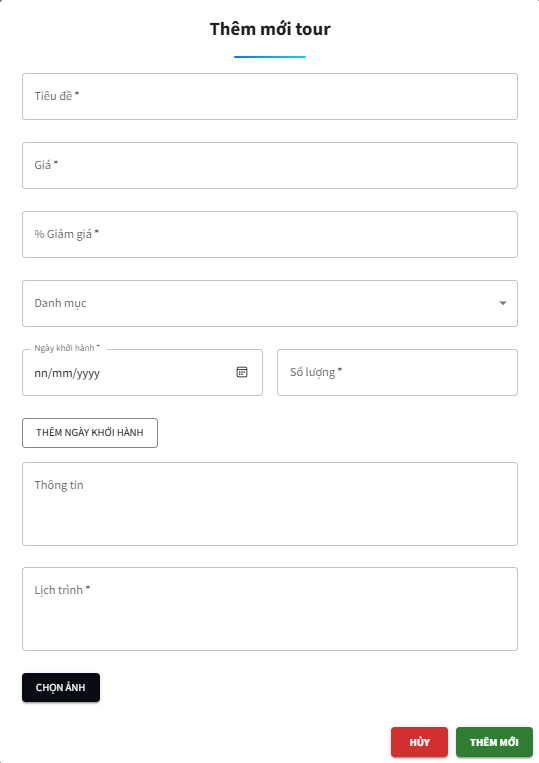 Thêm mới tour
Tiêu đề *
Giá *
% Giảm giá *
Danh mục
Ngày khởi hành *
nn/mm/yyyy
Số lượng *
THÊM NGÀY KHỞI HÀNH
Thông tin
Lịch trình *
CHỌN ẢNH
HỦY
THÊM MỚI